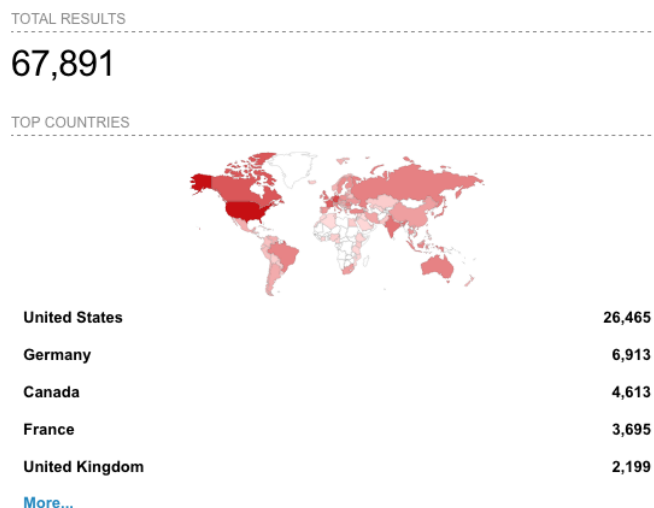 TOTAL RESULTS
67,891
TOP COUNTRIES
United States 26,465
Germany 6,913
Canada 4,613
France 3,695
United Kingdom 2,199
More...